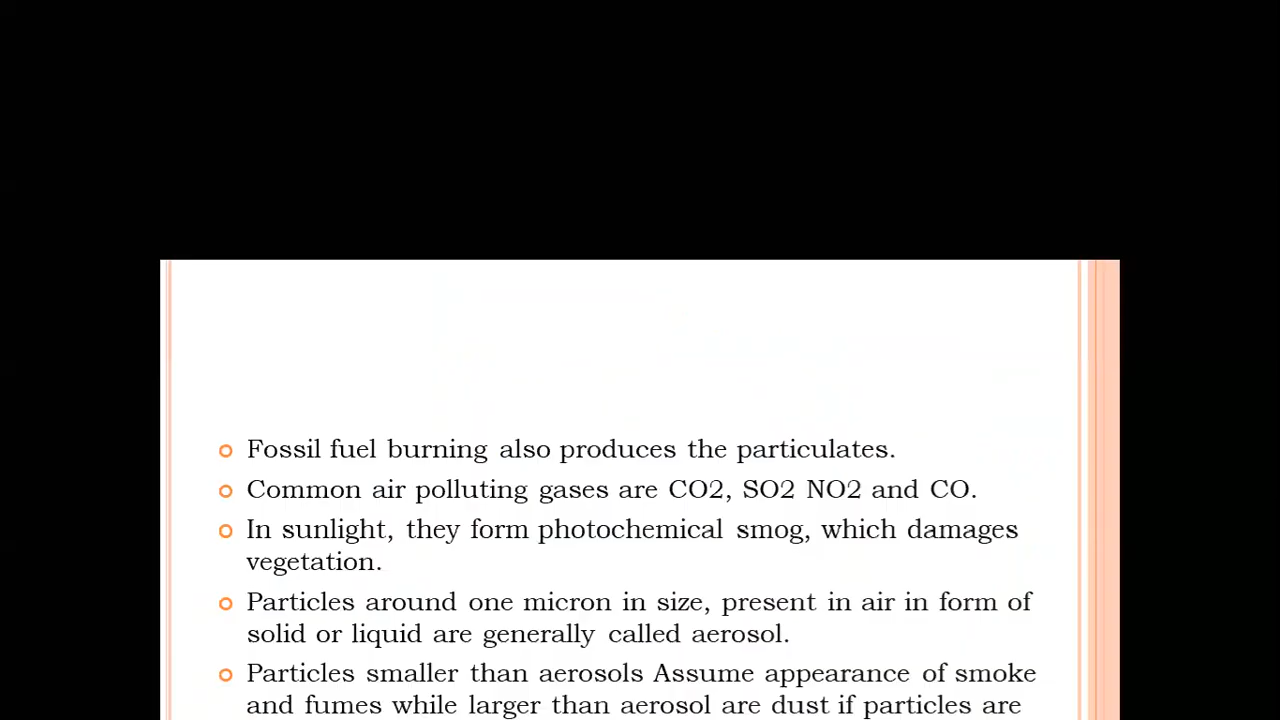 Fossil fuel burning also produces the particulates.
Common air polluting gases are CO2, SO2 NO2 and CO.
In sunlight, they form photochemical smog, which damages
vegetation.
Particles around one micron in size, present in air in form of
solid or liquid are generally called aerosol.
Particles smaller than aerosols Assume appearance of smoke
and fumes while larger than aerosol are dust if particles are